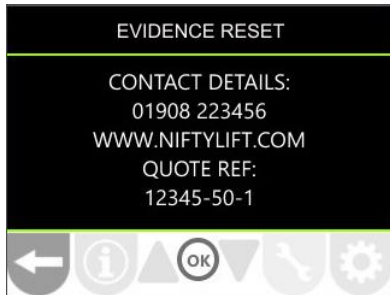 EVIDENCE RESET
CONTACT DETAILS:
01908 223456
WWW.NIFTYLIFT.COM
QUOTE REF:
12345-50-1
OK